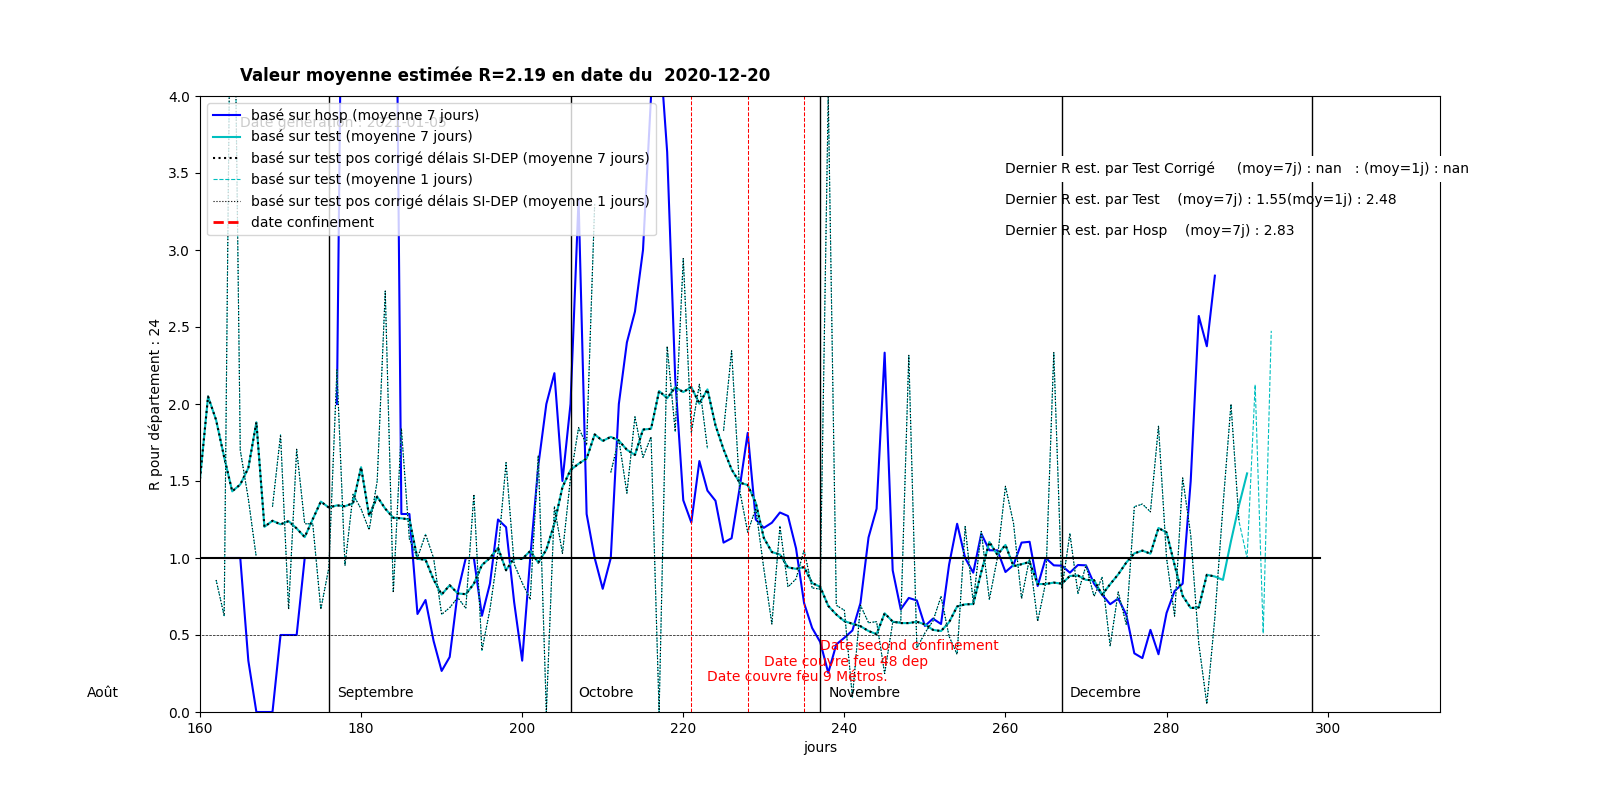 Valeur moyenne estimée R=2.19 en date du  2020-12-20
Date génération : 2021-01-05
basé sur hosp (moyenne 7 jours)
basé sur test (moyenne 7 jours)
basé sur test pos corrigé délais SI-DEP (moyenne 7 jours)
basé sur test (moyenne 1 jours)
basé sur test pos corrigé délais SI-DEP (moyenne 1 jours)
date confinement
Dernier R est. par Test Corrigé     (moy=7j) : nan   : (moy=1j) : nan
Dernier R est. par Test    (moy=7j) : 1.55(moy=1j) : 2.48
Dernier R est. par Hosp    (moy=7j) : 2.83
R pour département : 24
4.0
3.5
3.0
2.5
2.0
1.5
1.0
0.5
0.0
Date second confinement
Date couvre feu 48 dep
Date couvre feu 9 Métros.
Août
Septembre
Octobre
Novembre
Decembre
160 180 200 220 240 260 280 300
jours